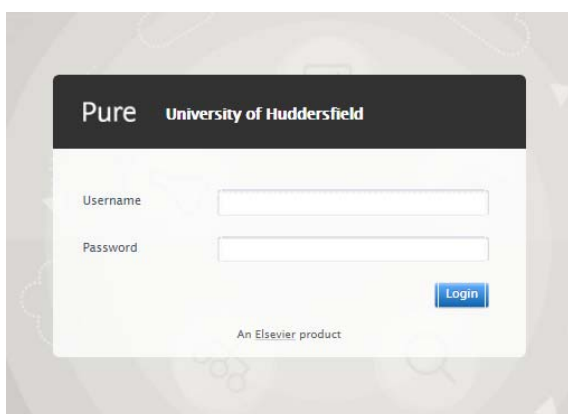 Pure University of Huddersfield
Username
Password
Login
An Elsevier product